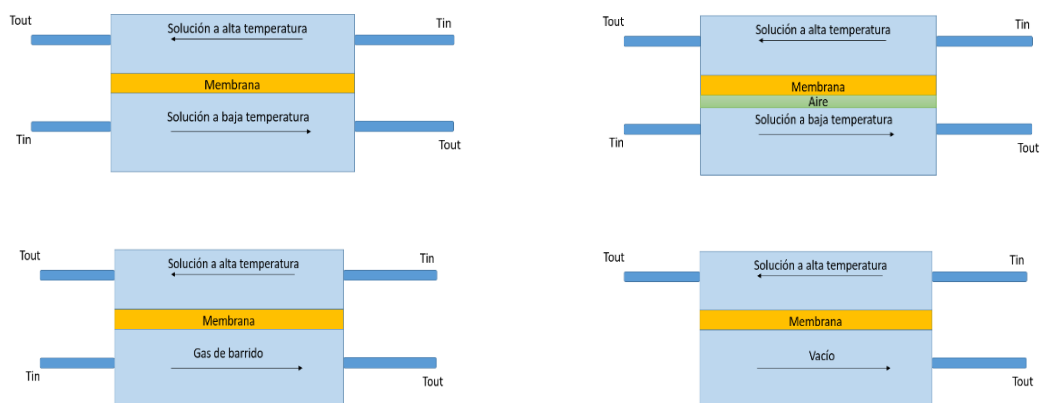 Tout
Solución a alta temperatura
Tin
Membrana
Solución a baja temperatura
Tin
Tout
Tout
Solución a alta temperatura
Tin
Membrana
Aire
Solución a baja temperatura
Tin
Tout
Tout
Solución a alta temperatura
Tin
Membrana
Gas de barrido
Tin
Tout
Tout
Solución a alta temperatura
Tin
Membrana
Vacío
Tout